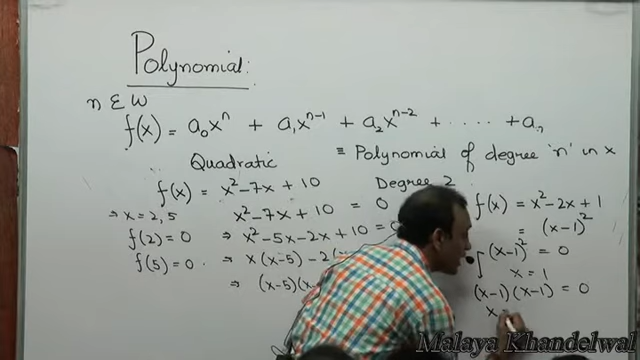 Polynomial:
n ∈ W
f(x) = a₀xⁿ + a₁xⁿ⁻¹ + a₂xⁿ⁻² + ..... + aₙ
Quadratic
≡ Polynomial of degree 'n' in x
f(x) = x² - 7x + 10
Degree 2
⇒ x = 2, 5
x² - 7x + 10 = 0
f(2) = 0
⇒ x² - 5x - 2x + 10 = 0
f(5) = 0
⇒ x(x-5) - 2(
⇒ (x-5)(x-
f(x) = x² - 2x + 1
= (x-1)²
(x-1)² = 0
x = 1
(x-1)(x-1) = 0
x =
Malaya Khandelwal